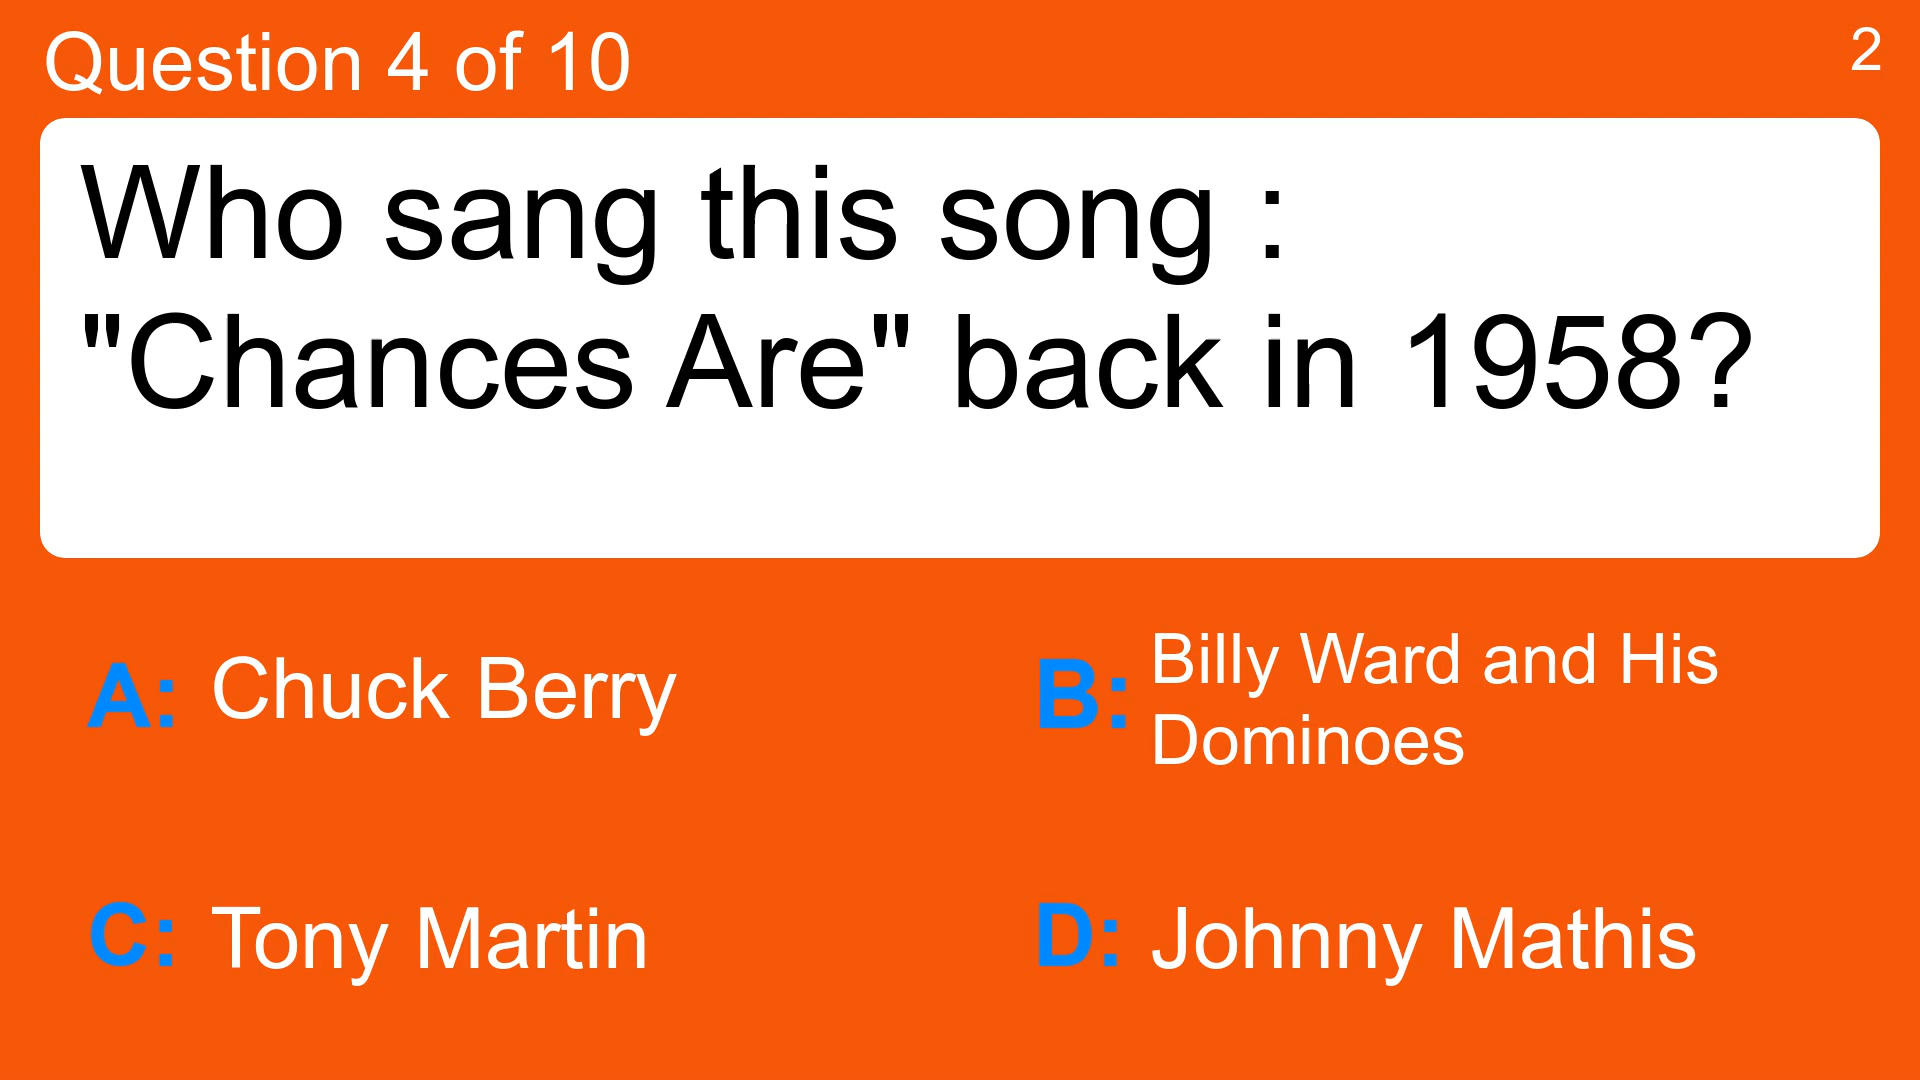 Question 4 of 10
2
Who sang this song :
"Chances Are" back in 1958?
A: Chuck Berry
B: Billy Ward and His
Dominoes
C: Tony Martin
D: Johnny Mathis